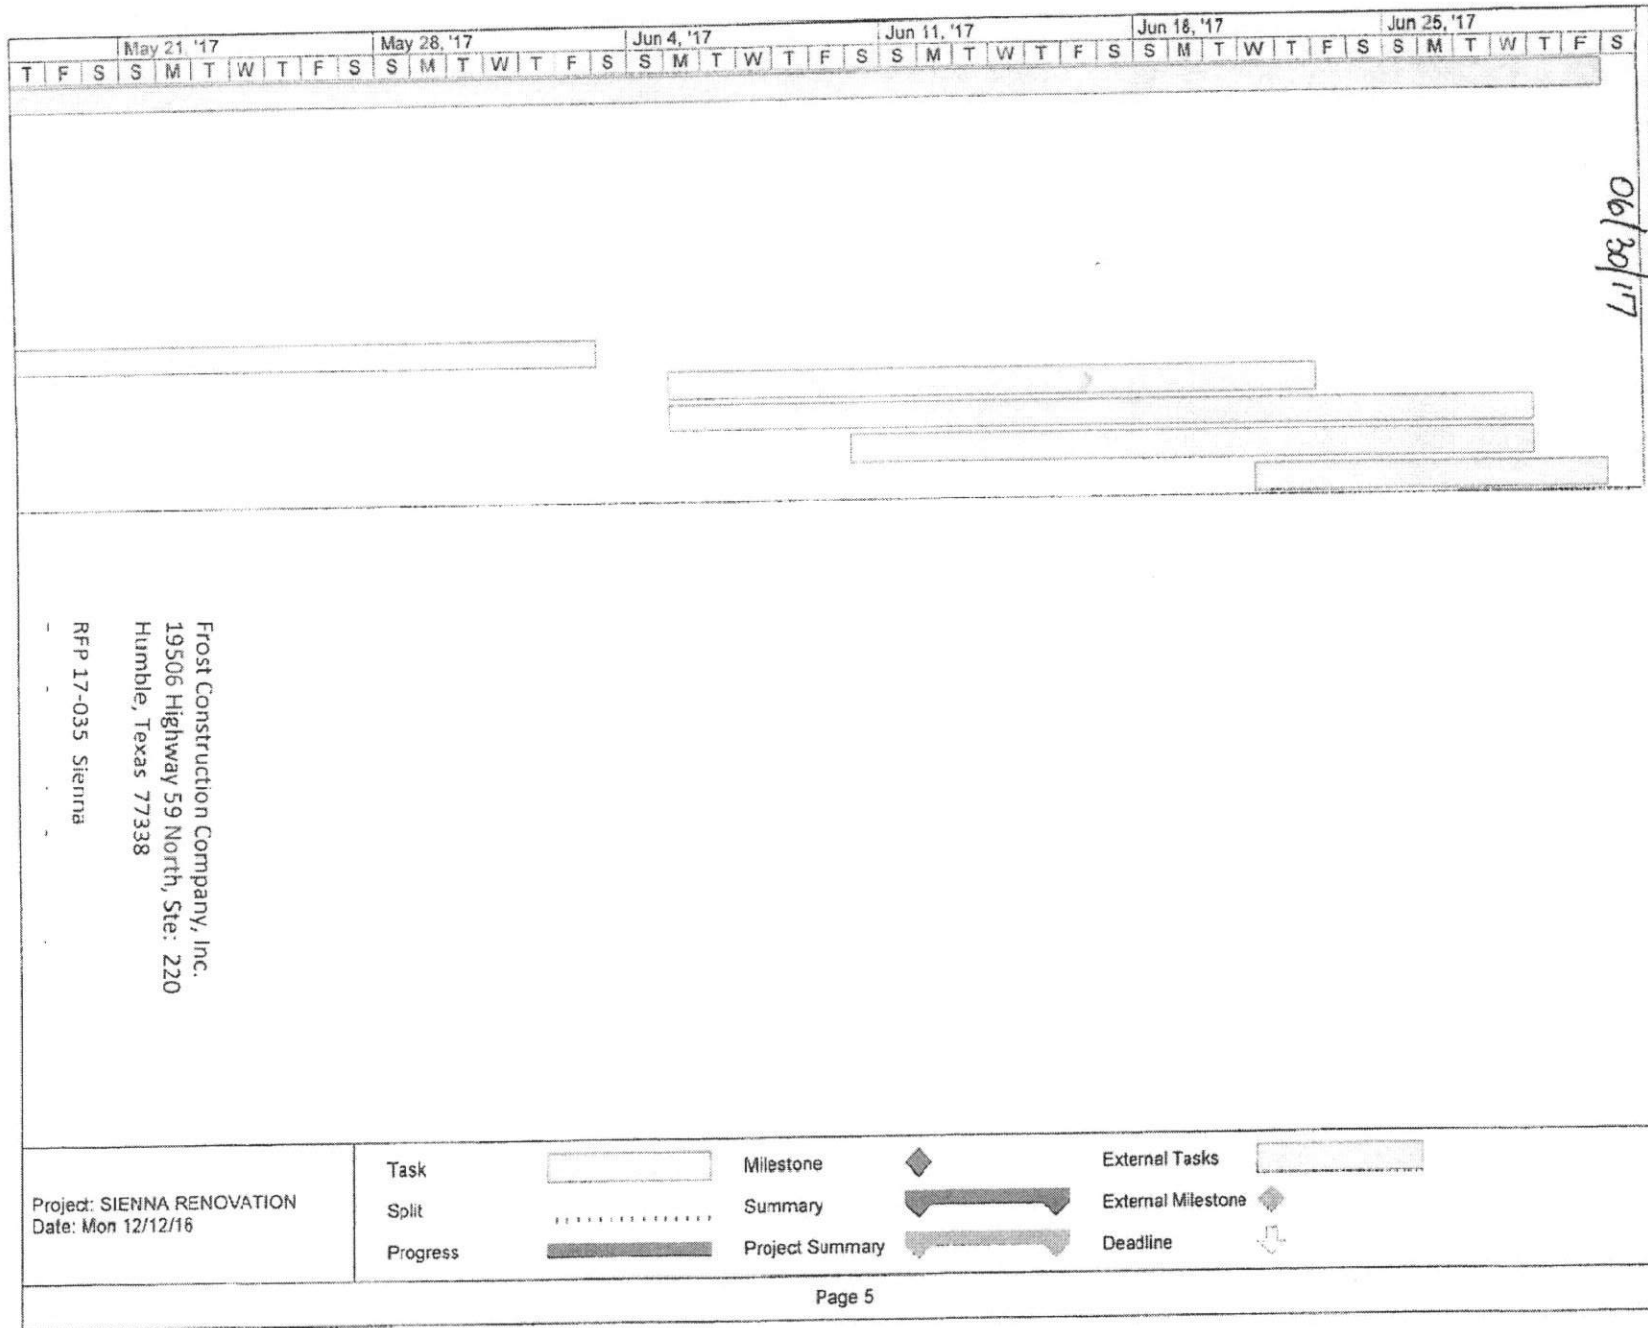 May 21, '17 May 28, '17 Jun 4, '17 Jun 11, '17 Jun 18, '17 Jun 25, '17
T F S S M T W T F S S M T W T F S S M T W T F S S M T W T F S S M T W T F S S M T W T F S
06/30/17
Frost Construction Company, Inc.
19506 Highway 59 North, Ste: 220
Humble, Texas 77338
RFP 17-035 Sienna
Project: SIENNA RENOVATION
Date: Mon 12/12/16
Task
Split
Progress
Milestone
Summary
Project Summary
External Tasks
External Milestone
Deadline
Page 5